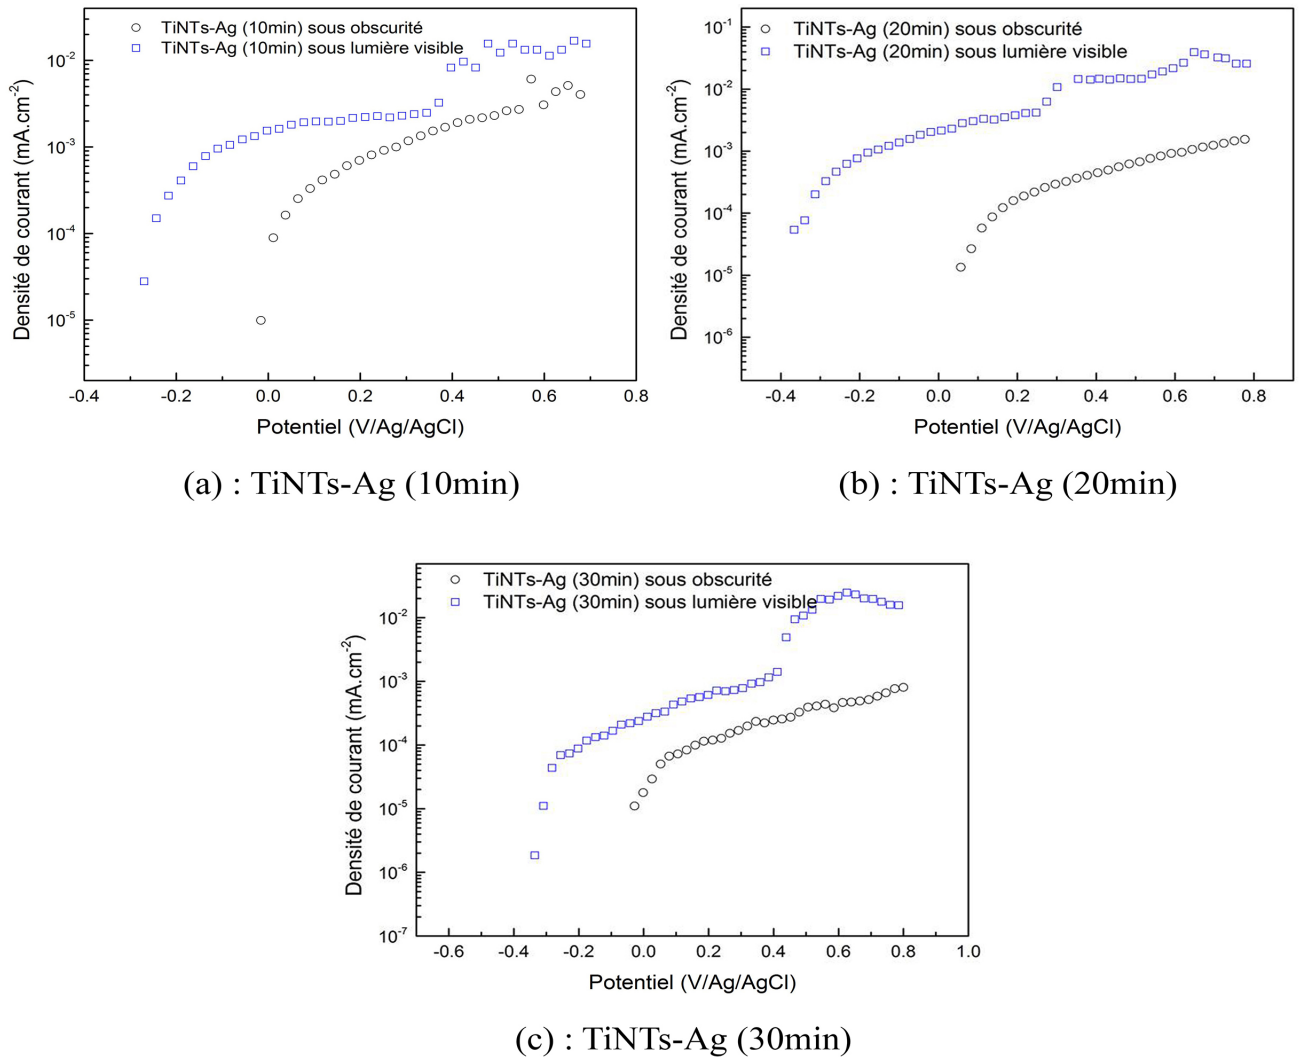 TiNTs-Ag (10min) sous obscurité
TiNTs-Ag (10min) sous lumière visible
10⁻²
10⁻³
10⁻⁴
10⁻⁵
Densité de courant (mA.cm⁻²)
-0.4 -0.2 0.0 0.2 0.4 0.6 0.8
Potentiel (V/Ag/AgCl)
(a) : TiNTs-Ag (10min)
TiNTs-Ag (20min) sous obscurité
TiNTs-Ag (20min) sous lumière visible
10⁻¹
10⁻²
10⁻³
10⁻⁴
10⁻⁵
10⁻⁶
Densité de courant (mA.cm⁻²)
-0.4 -0.2 0.0 0.2 0.4 0.6 0.8
Potentiel (V/Ag/AgCl)
(b) : TiNTs-Ag (20min)
TiNTs-Ag (30min) sous obscurité
TiNTs-Ag (30min) sous lumière visible
10⁻²
10⁻³
10⁻⁴
10⁻⁵
10⁻⁶
10⁻⁷
Densité de courant (mA.cm⁻²)
-0.6 -0.4 -0.2 0.0 0.2 0.4 0.6 0.8 1.0
Potentiel (V/Ag/AgCl)
(c) : TiNTs-Ag (30min)